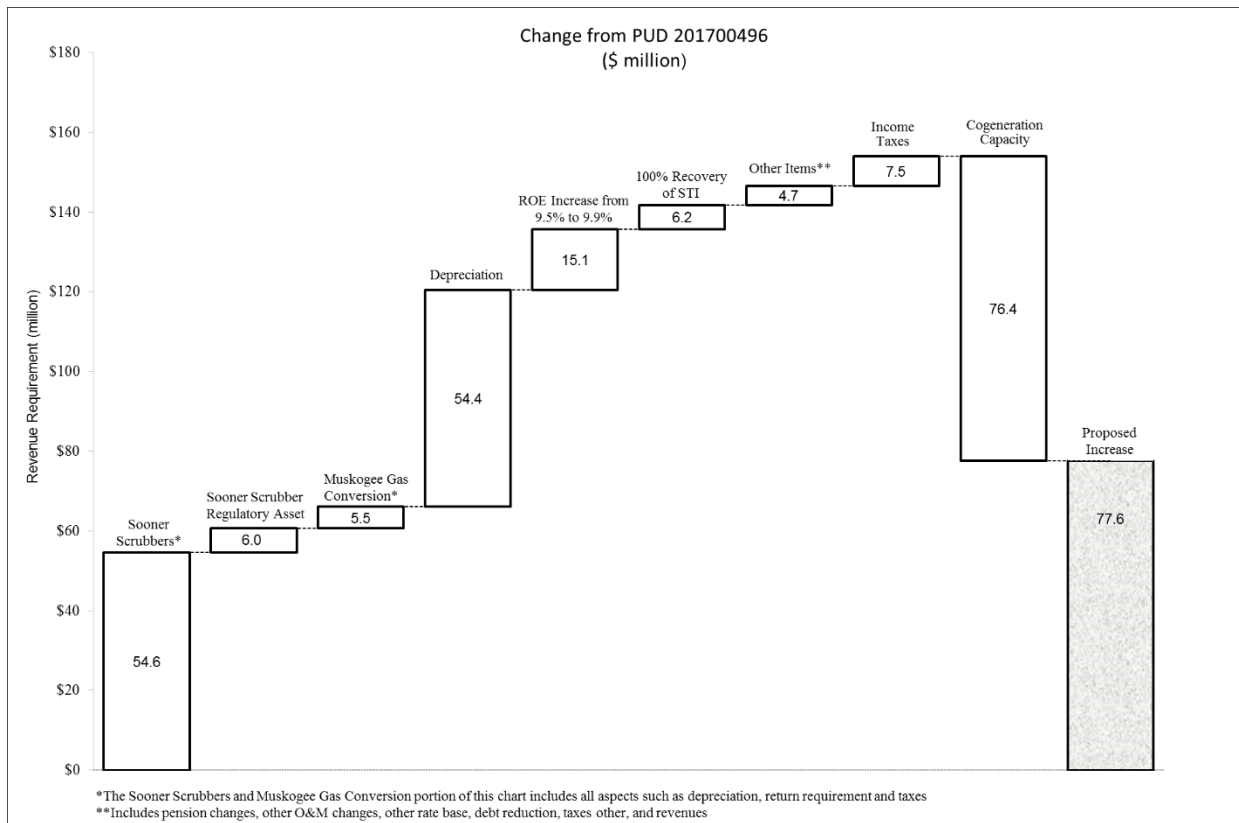 Change from PUD 201700496
($ million)
$180
$160
$140
$120
$100
$80
$60
$40
$20
$0
Revenue Requirement (million)
Sooner
Scrubbers*
54.6
Sooner Scrubber
Regulatory Asset
6.0
Muskogee Gas
Conversion*
5.5
Depreciation
54.4
ROE Increase from
9.5% to 9.9%
15.1
100% Recovery
of STI
6.2
Other Items**
4.7
Income
Taxes
7.5
Cogeneration
Capacity
76.4
Proposed
Increase
77.6
*The Sooner Scrubbers and Muskogee Gas Conversion portion of this chart includes all aspects such as depreciation, return requirement and taxes
**Includes pension changes, other O&M changes, other rate base, debt reduction, taxes other, and revenues